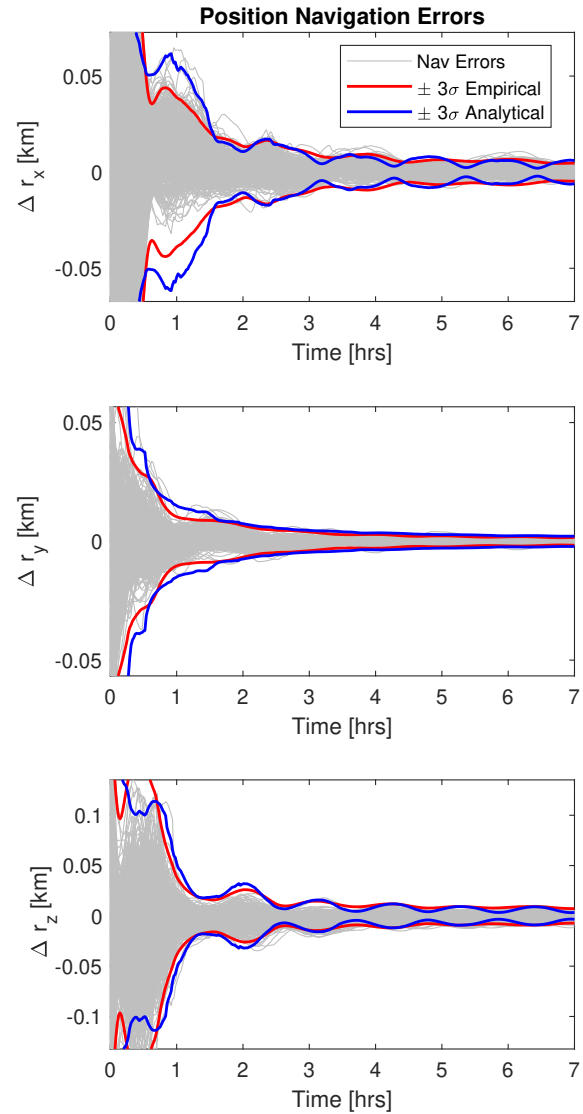 Position Navigation Errors
Nav Errors
± 3σ Empirical
± 3σ Analytical
0.05
0
-0.05
Δ r_x [km]
0 1 2 3 4 5 6 7
Time [hrs]
0.05
0
-0.05
Δ r_y [km]
0 1 2 3 4 5 6 7
Time [hrs]
0.1
0.05
0
-0.05
-0.1
Δ r_z [km]
0 1 2 3 4 5 6 7
Time [hrs]